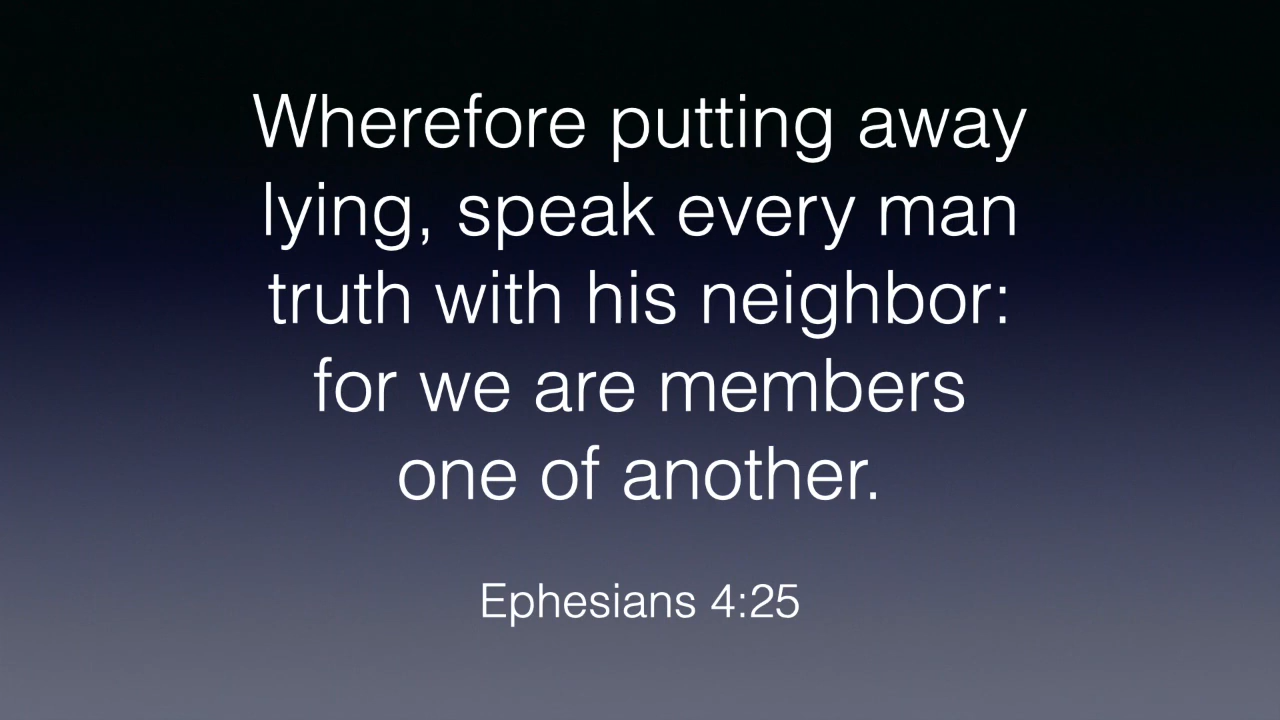 Wherefore putting away
lying, speak every man
truth with his neighbor:
for we are members
one of another.
Ephesians 4:25